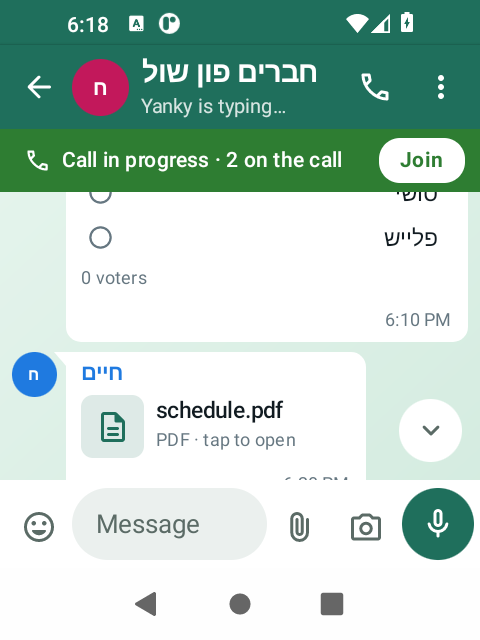 6:18
חברים פון שול
Yanky is typing...
Call in progress · 2 on the call
Join
סושי
פלייש
0 voters
6:10 PM
חיים
schedule.pdf
PDF · tap to open
Message